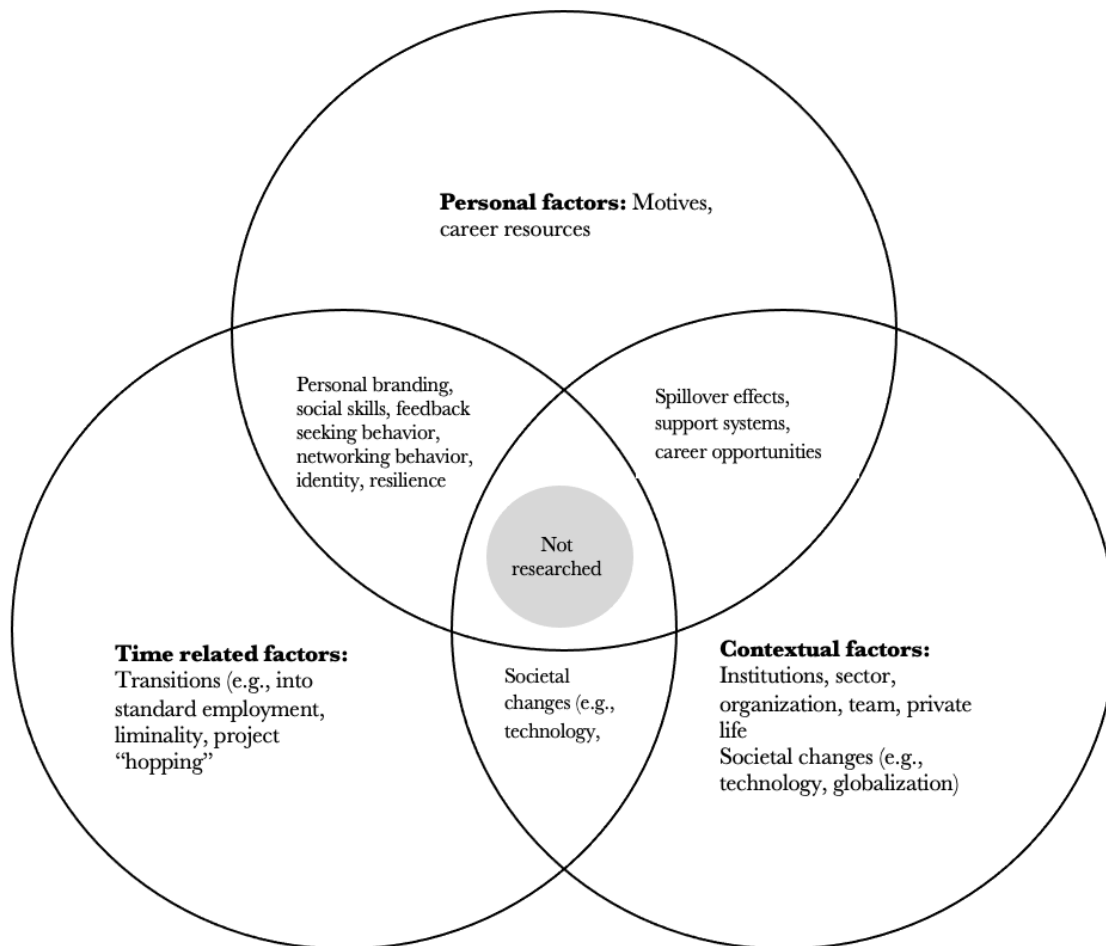 Personal factors: Motives,
career resources
Personal branding,
social skills, feedback
seeking behavior,
networking behavior,
identity, resilience
Spillover effects,
support systems,
career opportunities
Not
researched
Time related factors:
Transitions (e.g., into
standard employment,
liminality, project
“hopping”
Societal
changes (e.g.,
technology,
Contextual factors:
Institutions, sector,
organization, team, private
life
Societal changes (e.g.,
technology, globalization)